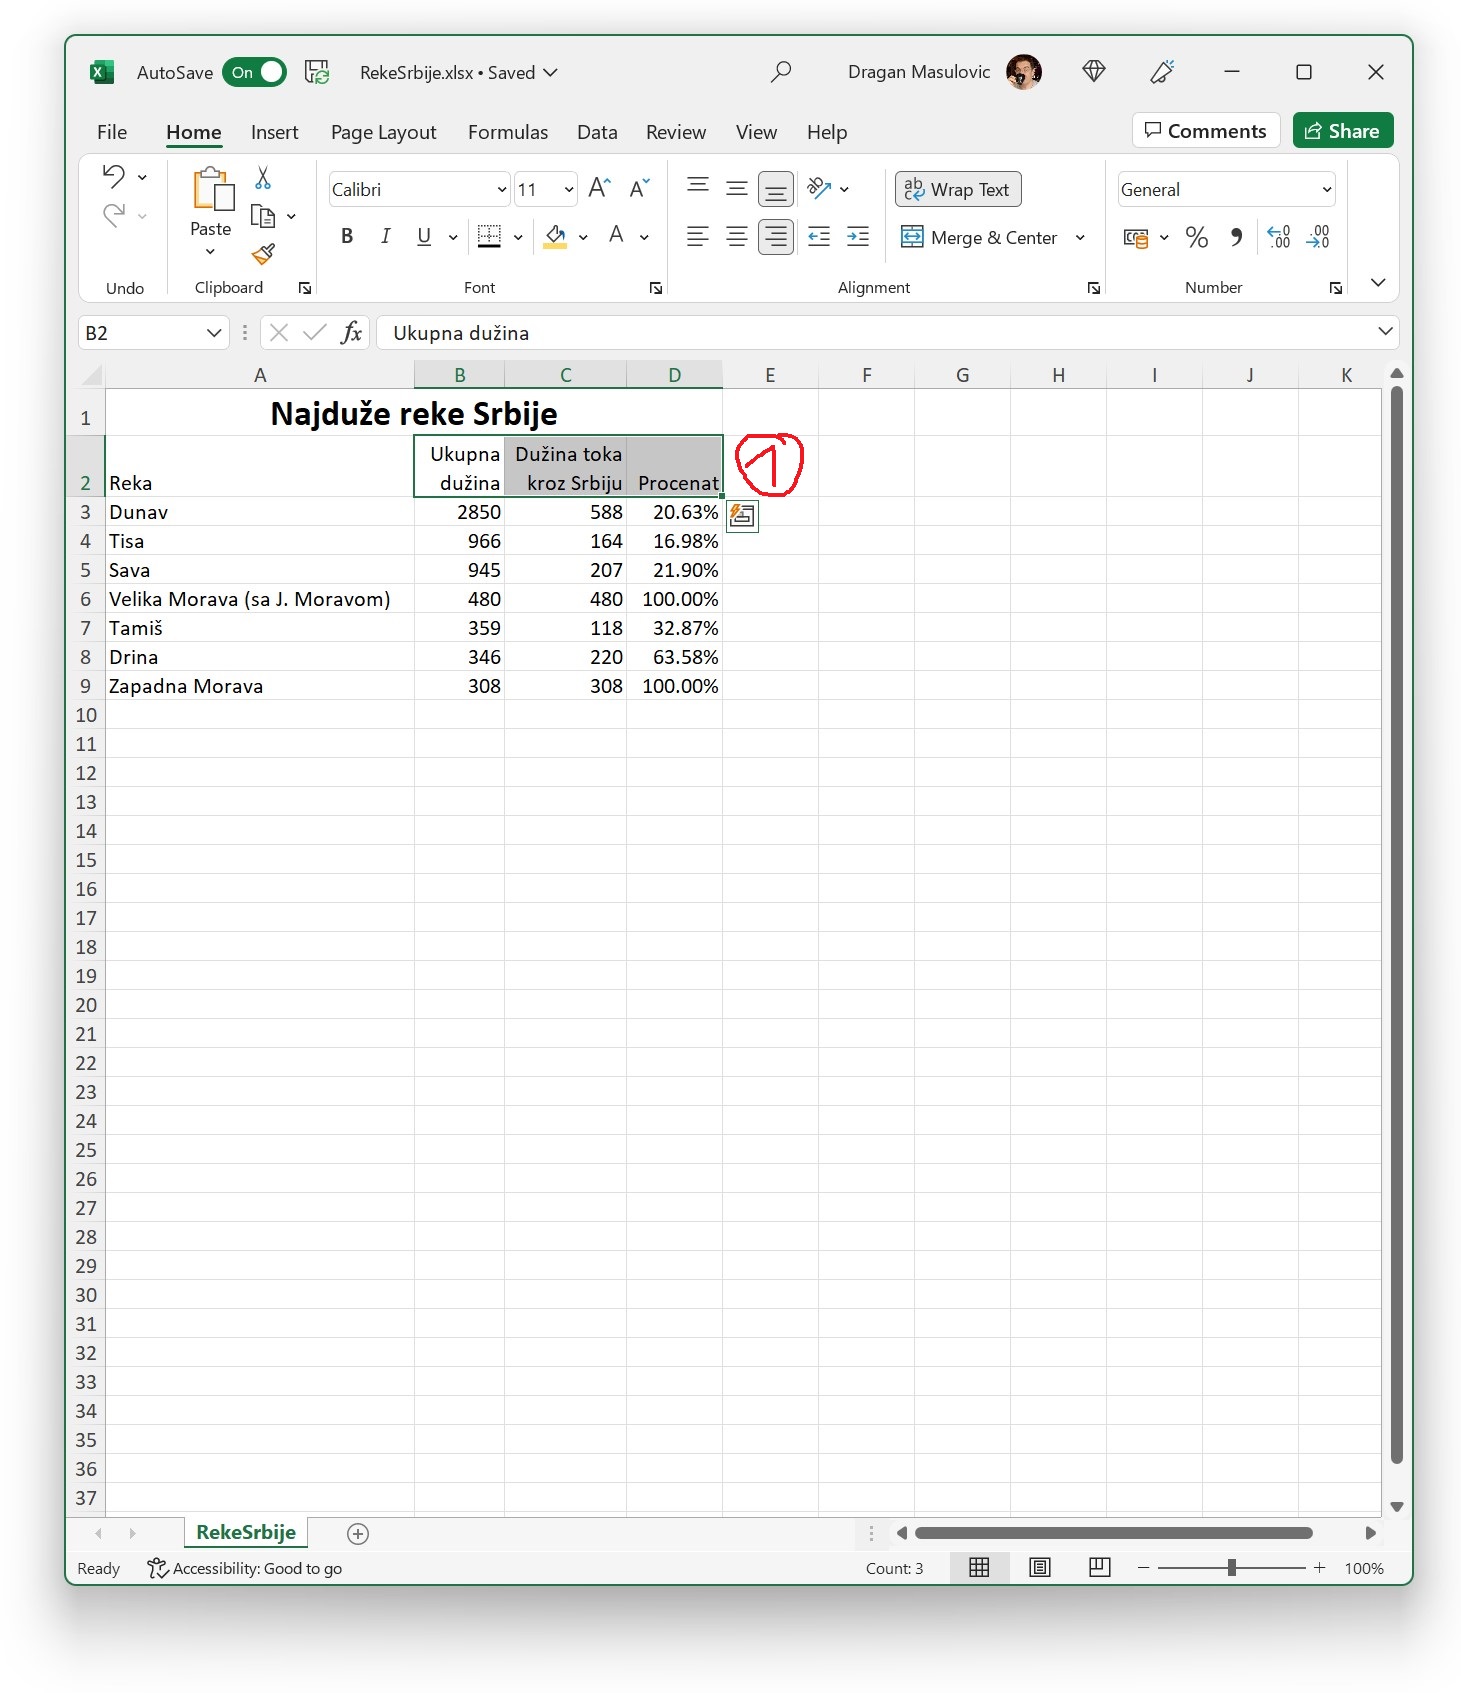 AutoSave On RekeSrbije.xlsx • Saved Dragan Masulovic
File Home Insert Page Layout Formulas Data Review View Help Comments Share
Paste
Calibri 11 ab Wrap Text General
B I U A Merge & Center % , .00 .00
Undo Clipboard Font Alignment Number
B2 fx Ukupna dužina
A B C D E F G H I J K
1 Najduže reke Srbije
Ukupna Dužina toka 1
2 Reka dužina kroz Srbiju Procenat
3 Dunav 2850 588 20.63%
4 Tisa 966 164 16.98%
5 Sava 945 207 21.90%
6 Velika Morava (sa J. Moravom) 480 480 100.00%
7 Tamiš 359 118 32.87%
8 Drina 346 220 63.58%
9 Zapadna Morava 308 308 100.00%
10
11
12
13
14
15
16
17
18
19
20
21
22
23
24
25
26
27
28
29
30
31
32
33
34
35
36
37
RekeSrbije
Ready Accessibility: Good to go Count: 3 100%